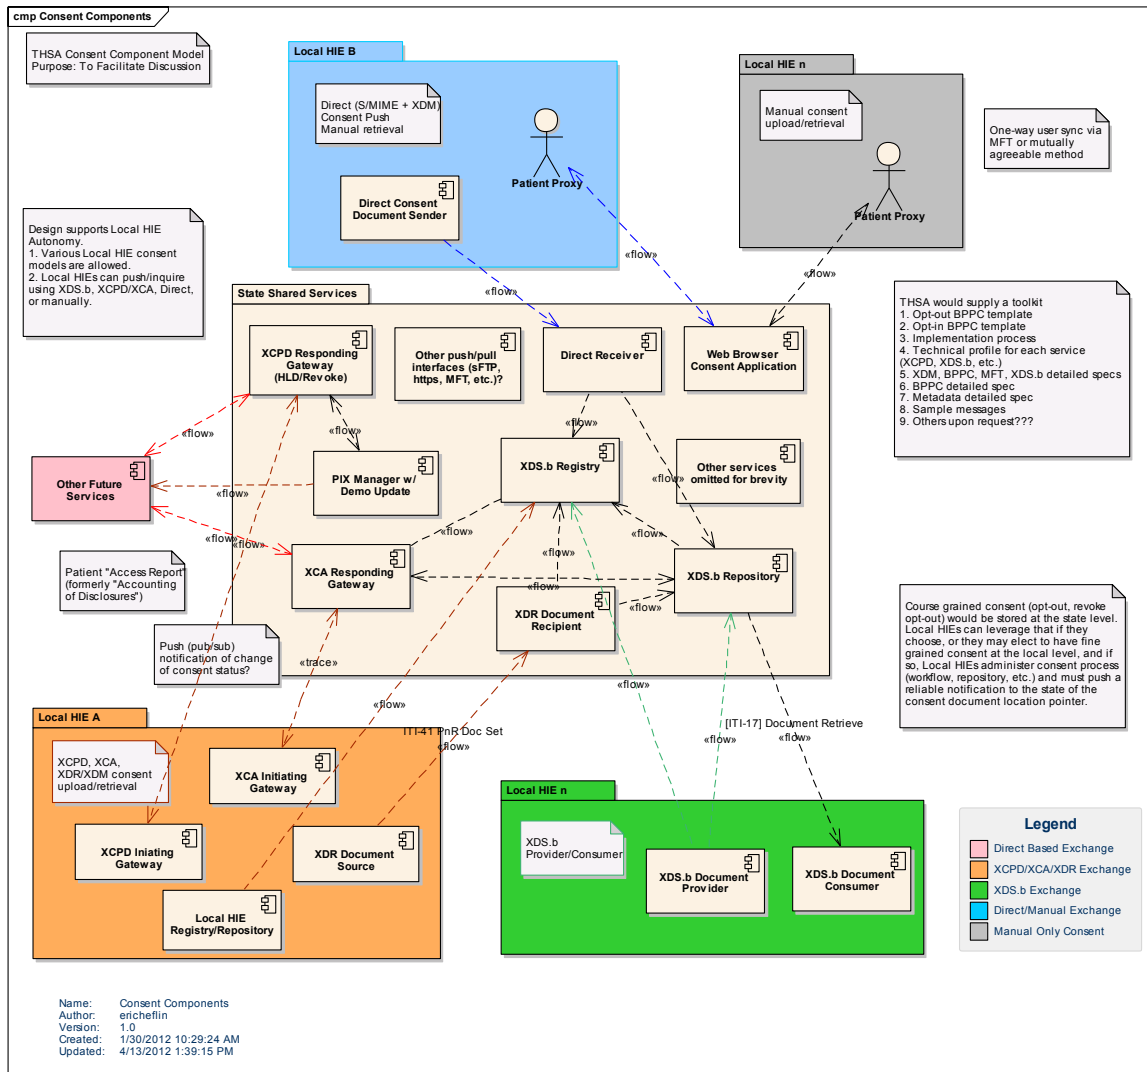 cmp Consent Components
THSA Consent Component Model
Purpose: To Facilitate Discussion
Local HIE B
Direct (S/MIME + XDM)
Consent Push
Manual retrieval
Patient Proxy
Direct Consent
Document Sender
Local HIE n
Manual consent
upload/retrieval
Patient Proxy
One-way user sync via
MFT or mutually
agreeable method
Design supports Local HIE
Autonomy.
1. Various Local HIE consent
models are allowed.
2. Local HIEs can push/inquire
using XDS.b, XCPD/XCA, Direct,
or manually.
«flow»
«flow»
«flow»
THSA would supply a toolkit
1. Opt-out BPPC template
2. Opt-in BPPC template
3. Implementation process
4. Technical profile for each service
(XCPD, XDS.b, etc.)
5. XDM, BPPC, MFT, XDS.b detailed specs
6. BPPC detailed spec
7. Metadata detailed spec
8. Sample messages
9. Others upon request???
State Shared Services
XCPD Responding
Gateway
(HLD/Revoke)
Other push/pull
interfaces (sFTP,
https, MFT, etc.)?
Direct Receiver
Web Browser
Consent Application
«flow»
«flow»
«flow»
Other Future
Services
PIX Manager w/
Demo Update
XDS.b Registry
Other services
omitted for brevity
«flow»
«flow»
«flow»
«flow»
«flow»
XCA Responding
Gateway
«flow»
XDS.b Repository
«flow»
XDR Document
Recipient
«flow»
«flow»
Patient "Access Report"
(formerly "Accounting
of Disclosures")
Push (pub/sub)
notification of change
of consent status?
«trace»
«flow»
«flow»
Course grained consent (opt-out, revoke
opt-out) would be stored at the state level.
Local HIEs can leverage that if they
choose, or they may elect to have fine
grained consent at the local level, and if
so, Local HIEs administer consent process
(workflow, repository, etc.) and must push a
reliable notification to the state of the
consent document location pointer.
Local HIE A
ITI-41 PnR Doc Set
«flow»
[ITI-17] Document Retrieve
«flow»
«flow»
XCPD, XCA,
XDR/XDM consent
upload/retrieval
XCA Initiating
Gateway
XCPD Iniating
Gateway
XDR Document
Source
Local HIE
Registry/Repository
Local HIE n
XDS.b
Provider/Consumer
XDS.b Document
Provider
XDS.b Document
Consumer
Legend
Direct Based Exchange
XCPD/XCA/XDR Exchange
XDS.b Exchange
Direct/Manual Exchange
Manual Only Consent
Name: Consent Components
Author: ericheflin
Version: 1.0
Created: 1/30/2012 10:29:24 AM
Updated: 4/13/2012 1:39:15 PM